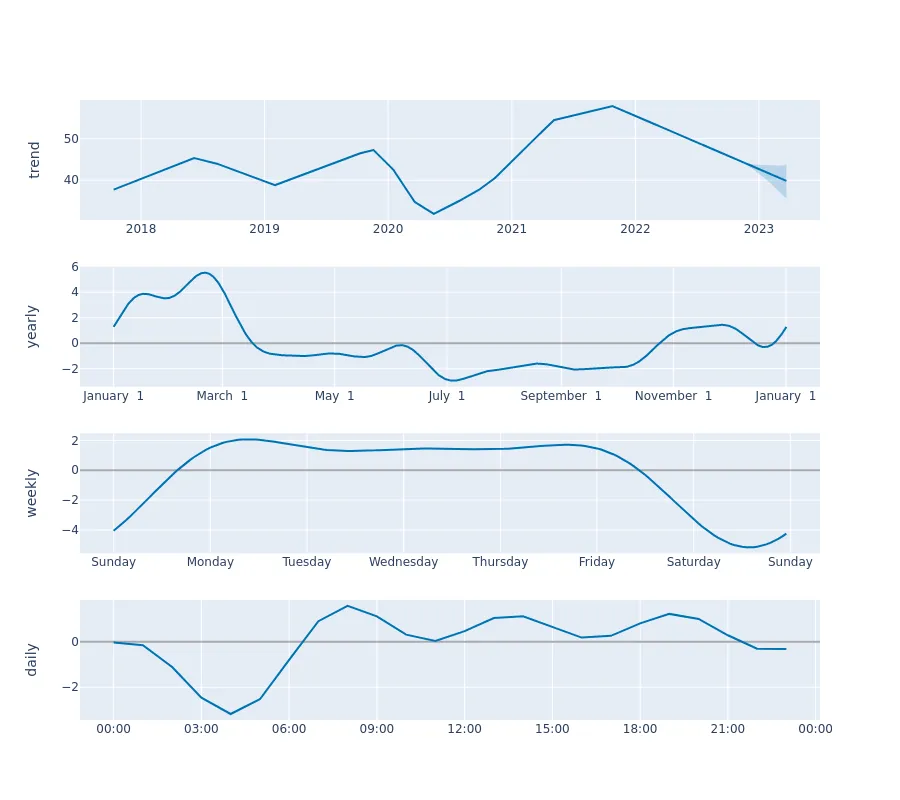 trend
50
40
2018 2019 2020 2021 2022 2023
yearly
6
4
2
0
−2
January 1 March 1 May 1 July 1 September 1 November 1 January 1
weekly
2
0
−2
−4
Sunday Monday Tuesday Wednesday Thursday Friday Saturday Sunday
daily
0
−2
00:00 03:00 06:00 09:00 12:00 15:00 18:00 21:00 00:00